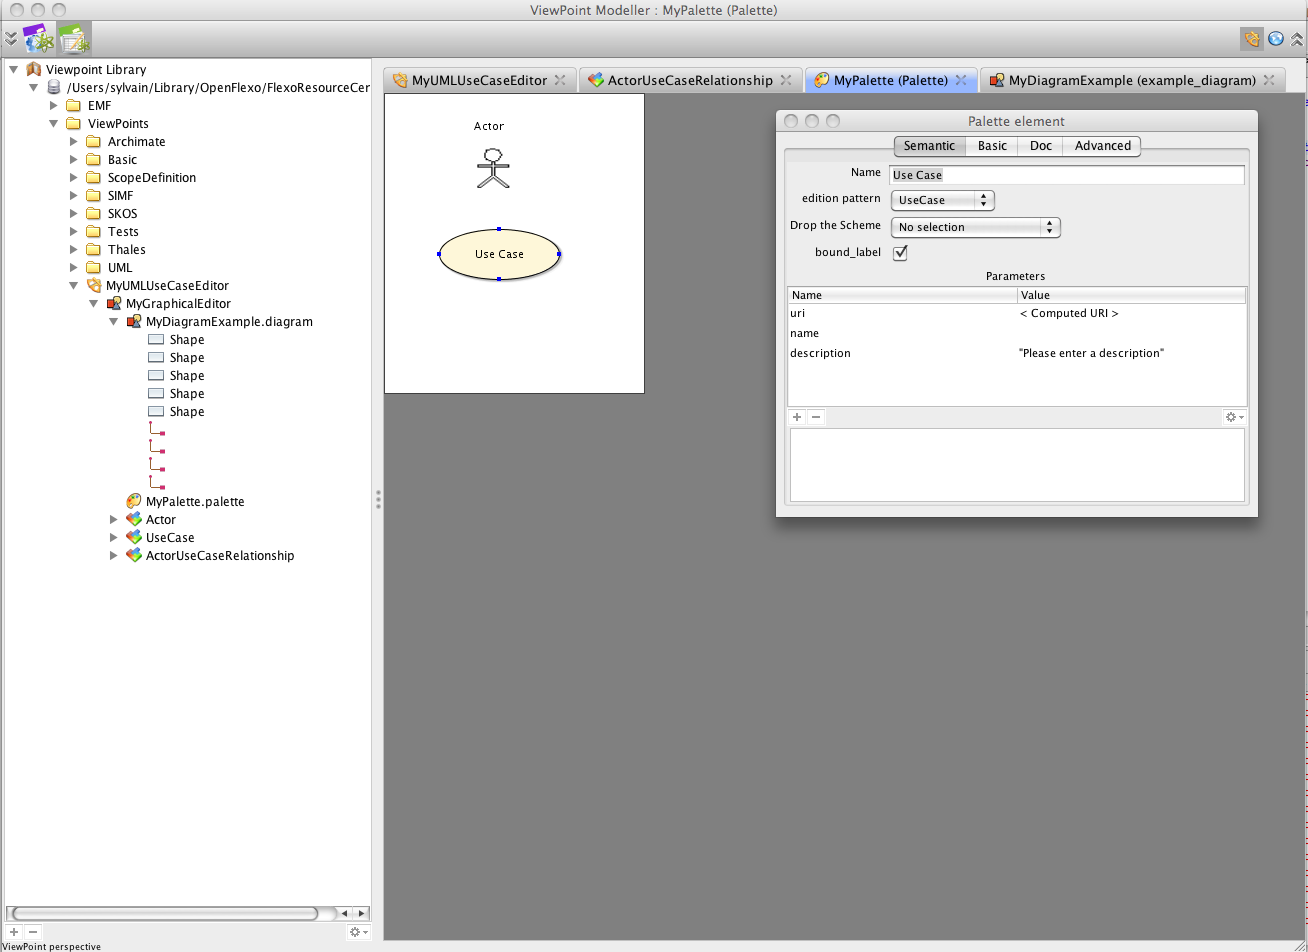 ViewPoint Modeller : MyPalette (Palette)
Viewpoint Library
/Users/sylvain/Library/OpenFlexo/FlexoResourceCer
EMF
ViewPoints
Archimate
Basic
ScopeDefinition
SIMF
SKOS
Tests
Thales
UML
MyUMLUseCaseEditor
MyGraphicalEditor
MyDiagramExample.diagram
Shape
Shape
Shape
Shape
Shape
MyPalette.palette
Actor
UseCase
ActorUseCaseRelationship
MyUMLUseCaseEditor ActorUseCaseRelationship MyPalette (Palette) MyDiagramExample (example_diagram)
Actor
Use Case
Palette element
Semantic Basic Doc Advanced
Name Use Case
edition pattern UseCase
Drop the Scheme No selection
bound_label
Parameters
Name Value
uri < Computed URI >
name
description "Please enter a description"
ViewPoint perspective